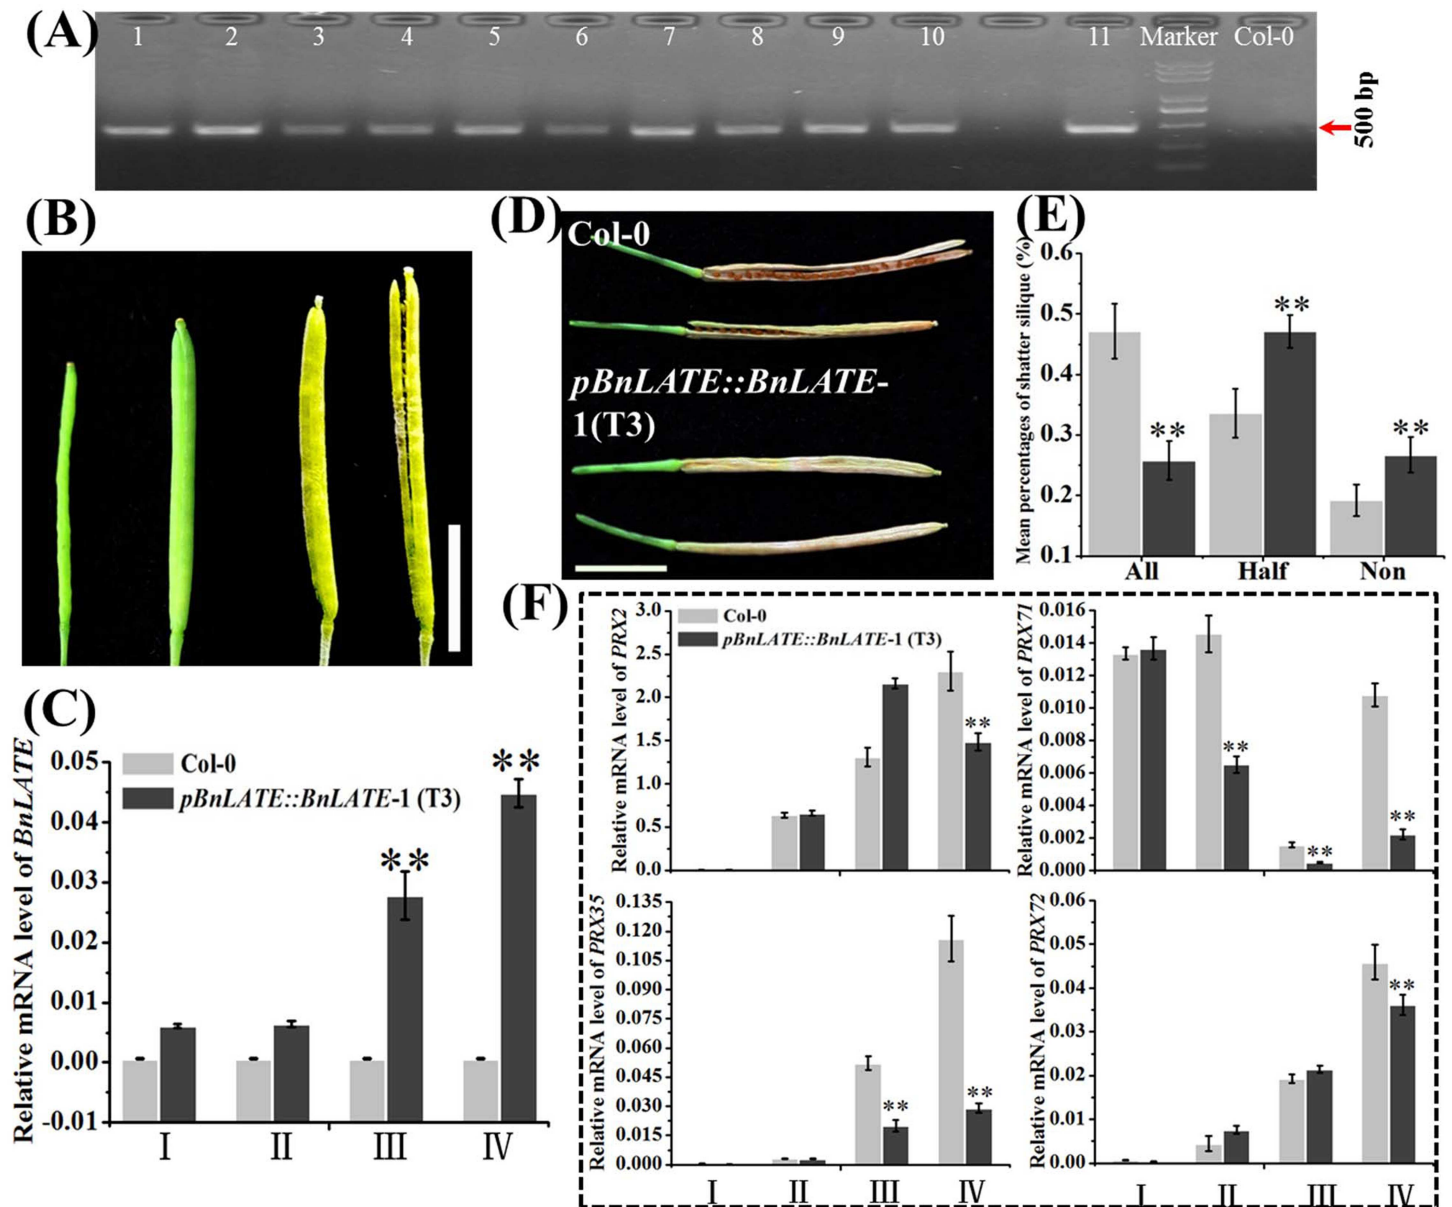 (A)
1 2 3 4 5 6 7 8 9 10 11 Marker Col-0
500 bp
(B)
(D)
Col-0
pBnLATE::BnLATE-
1(T3)
(E)
Mean percentages of shatter silique (%)
0.6
0.5
0.4
0.3
0.2
0.1
**
**
**
All Half Non
(C)
Relative mRNA level of BnLATE
0.05
0.04
0.03
0.02
0.01
0.00
-0.01
Col-0
pBnLATE::BnLATE-1 (T3)
**
**
I II III IV
(F)
Relative mRNA level of PRX2
3.0
2.5
2.0
1.5
1.0
0.5
0.0
Col-0
pBnLATE::BnLATE-1 (T3)
**
Relative mRNA level of PRX71
0.016
0.014
0.012
0.010
0.008
0.006
0.004
0.002
0.000
**
**
**
Relative mRNA level of PRX35
0.135
0.120
0.105
0.090
0.075
0.060
0.045
0.030
0.015
0.000
**
**
I II III IV
Relative mRNA level of PRX72
0.06
0.05
0.04
0.03
0.02
0.01
0.00
**
I II III IV